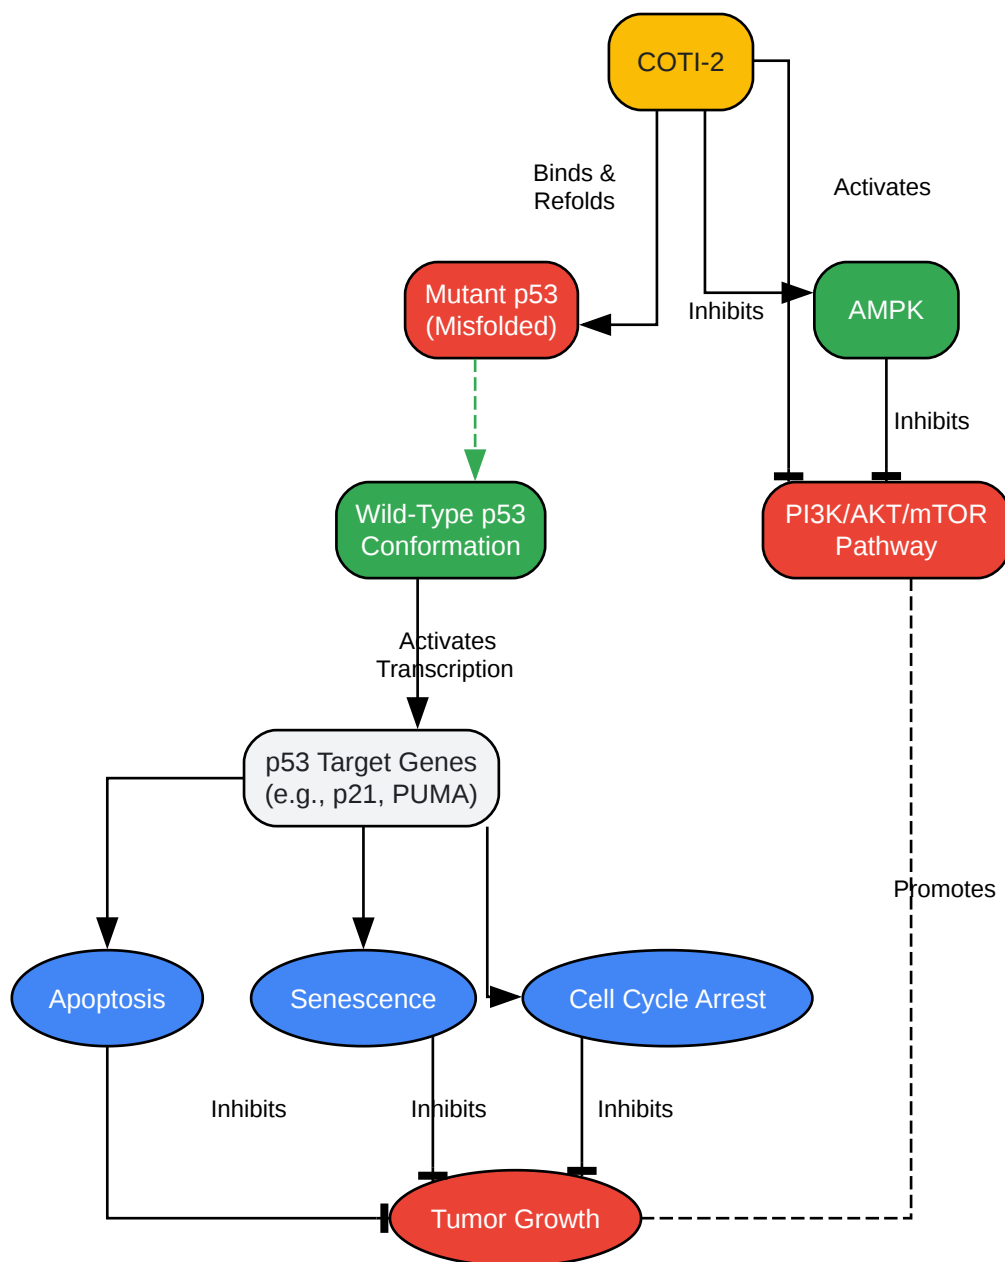 COTI-2
Binds &
Refolds
Activates
Mutant p53
(Misfolded)
Inhibits
AMPK
Inhibits
Wild-Type p53
Conformation
PI3K/AKT/mTOR
Pathway
Activates
Transcription
p53 Target Genes
(e.g., p21, PUMA)
Promotes
Apoptosis
Senescence
Cell Cycle Arrest
Inhibits
Inhibits
Inhibits
Tumor Growth